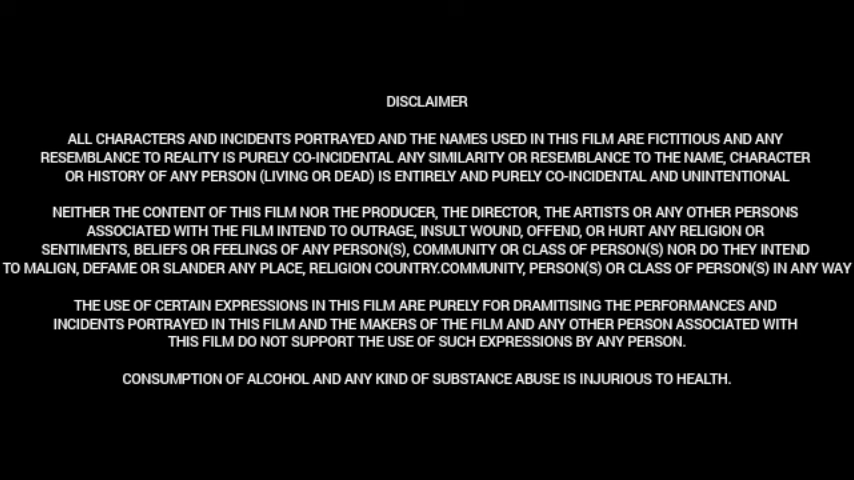 DISCLAIMER
ALL CHARACTERS AND INCIDENTS PORTRAYED AND THE NAMES USED IN THIS FILM ARE FICTITIOUS AND ANY
RESEMBLANCE TO REALITY IS PURELY CO-INCIDENTAL ANY SIMILARITY OR RESEMBLANCE TO THE NAME, CHARACTER
OR HISTORY OF ANY PERSON (LIVING OR DEAD) IS ENTIRELY AND PURELY CO-INCIDENTAL AND UNINTENTIONAL
NEITHER THE CONTENT OF THIS FILM NOR THE PRODUCER, THE DIRECTOR, THE ARTISTS OR ANY OTHER PERSONS
ASSOCIATED WITH THE FILM INTEND TO OUTRAGE, INSULT WOUND, OFFEND, OR HURT ANY RELIGION OR
SENTIMENTS, BELIEFS OR FEELINGS OF ANY PERSON(S), COMMUNITY OR CLASS OF PERSON(S) NOR DO THEY INTEND
TO MALIGN, DEFAME OR SLANDER ANY PLACE, RELIGION COUNTRY.COMMUNITY, PERSON(S) OR CLASS OF PERSON(S) IN ANY WAY
THE USE OF CERTAIN EXPRESSIONS IN THIS FILM ARE PURELY FOR DRAMITISING THE PERFORMANCES AND
INCIDENTS PORTRAYED IN THIS FILM AND THE MAKERS OF THE FILM AND ANY OTHER PERSON ASSOCIATED WITH
THIS FILM DO NOT SUPPORT THE USE OF SUCH EXPRESSIONS BY ANY PERSON.
CONSUMPTION OF ALCOHOL AND ANY KIND OF SUBSTANCE ABUSE IS INJURIOUS TO HEALTH.